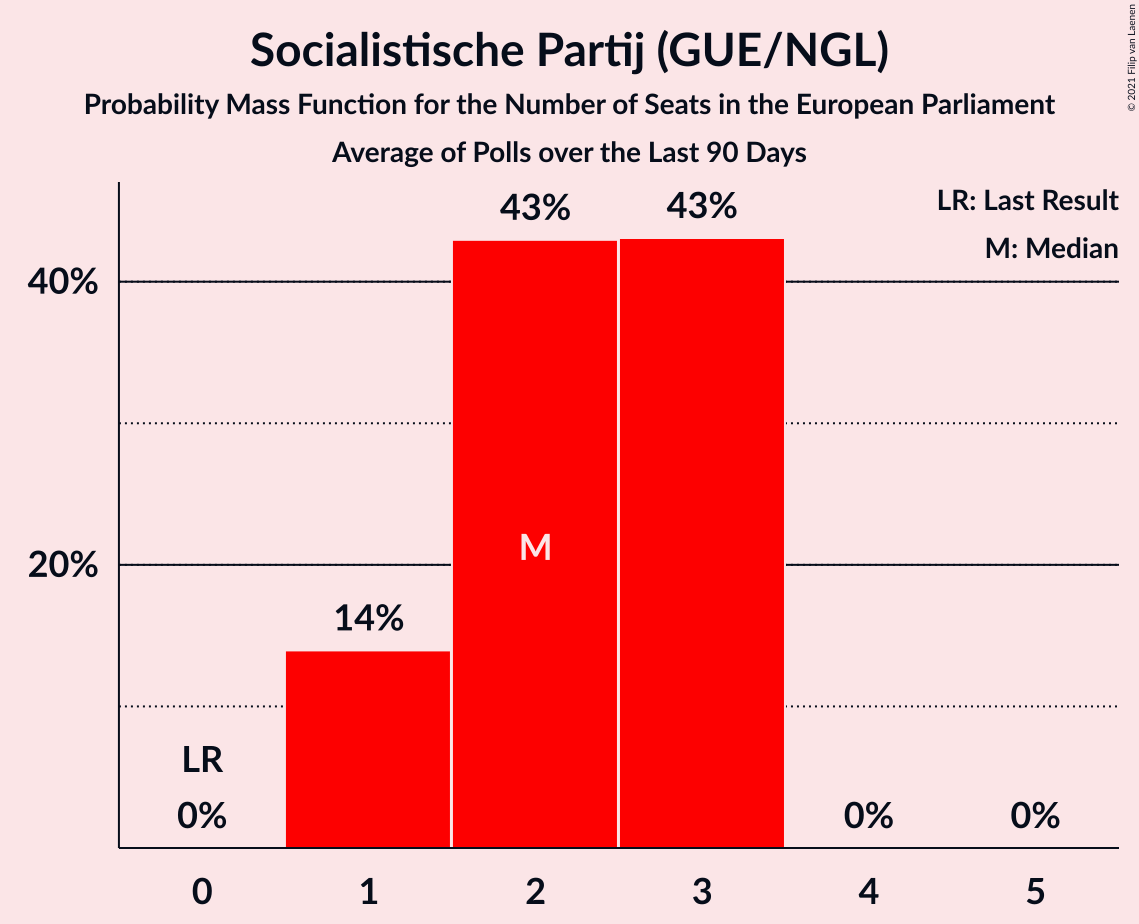 Socialistische Partij (GUE/NGL)
Probability Mass Function for the Number of Seats in the European Parliament
Average of Polls over the Last 90 Days
© 2021 Filip van Laenen
LR: Last Result
M: Median
43%
43%
40%
M
20%
14%
LR
0%
0%
0%
0
1
2
3
4
5